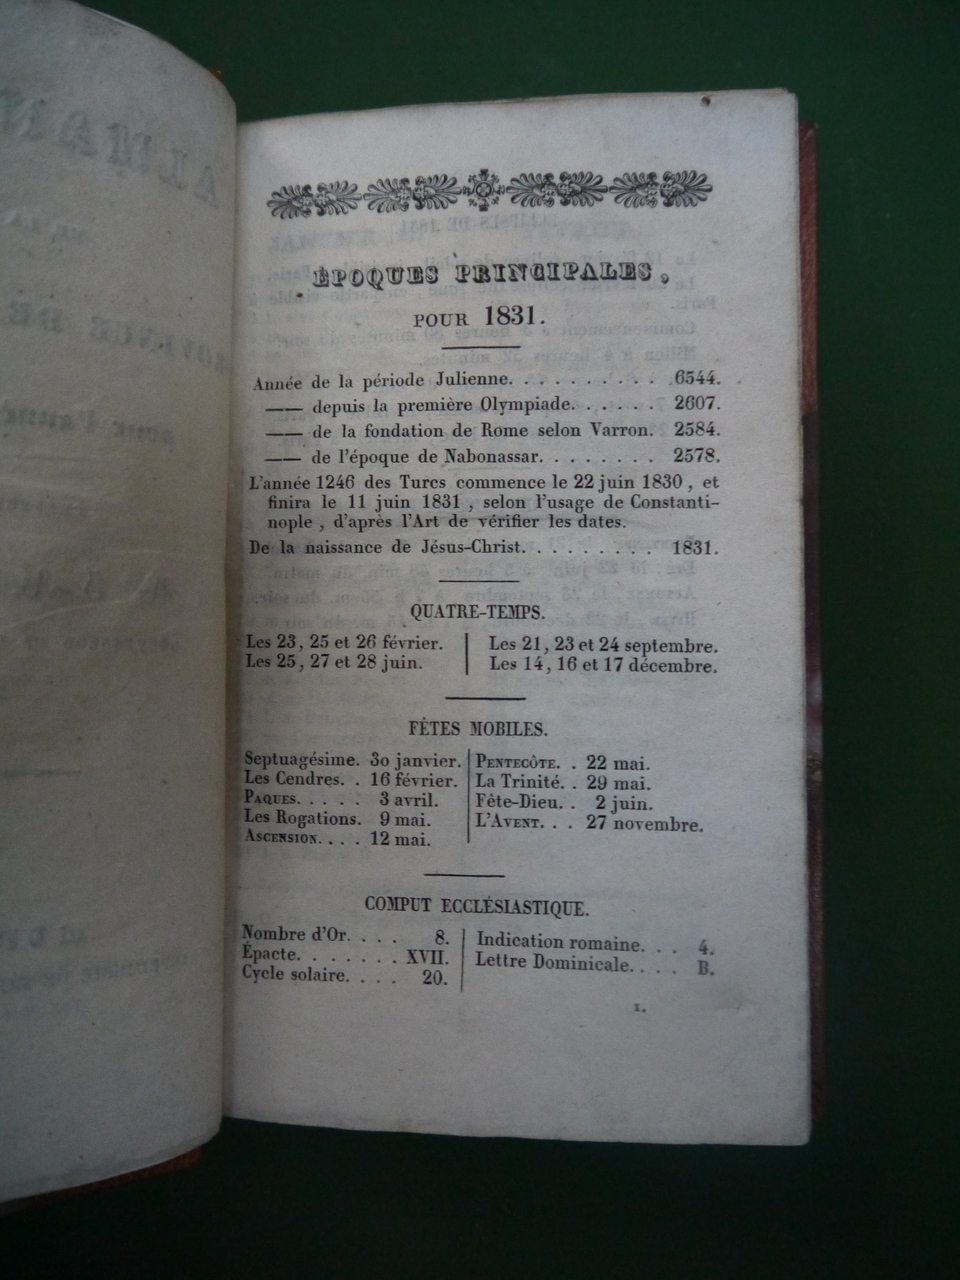 ÉPOQUES PRINCIPALES,
POUR 1831.
Année de la période Julienne. . . . . . . . . . 6544.
—— depuis la première Olympiade. . . . . . 2607.
—— de la fondation de Rome selon Varron. 2584.
—— de l'époque de Nabonassar. . . . . . . . 2578.
L'année 1246 des Turcs commence le 22 juin 1830, et
finira le 11 juin 1831, selon l'usage de Constanti-
nople, d'après l'Art de vérifier les dates.
De la naissance de Jésus-Christ. . . . . . . . . 1831.
QUATRE-TEMPS.
Les 23, 25 et 26 février.
Les 25, 27 et 28 juin.
Les 21, 23 et 24 septembre.
Les 14, 16 et 17 décembre.
FÊTES MOBILES.
Septuagésime. 30 janvier.
Les Cendres. . 16 février.
PAQUES. . . . . 3 avril.
Les Rogations. 9 mai.
ASCENSION. . . . 12 mai.
PENTECÔTE. . 22 mai.
La Trinité. . 29 mai.
Fête-Dieu. . 2 juin.
L'AVENT. . . 27 novembre.
COMPUT ECCLÉSIASTIQUE.
Nombre d'Or. . . . 8.
Épacte. . . . . . . XVII.
Cycle solaire. . . . 20.
Indication romaine. . . 4.
Lettre Dominicale. . . . B.
1.